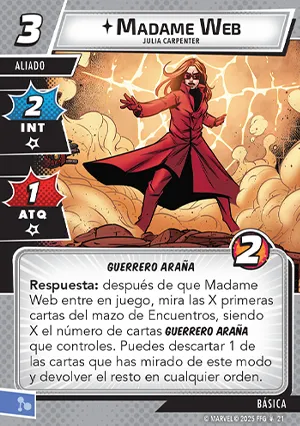 3
Madame Web
JULIA CARPENTER
ALIADO
2
INT
1
ATQ
2
GUERRERO ARAÑA
Respuesta: después de que Madame
Web entre en juego, mira las X primeras
cartas del mazo de Encuentros, siendo
X el número de cartas GUERRERO ARAÑA
que controles. Puedes descartar 1 de
las cartas que has mirado de este modo
y devolver el resto en cualquier orden.
BÁSICA
© MARVEL © 2025 FFG 21